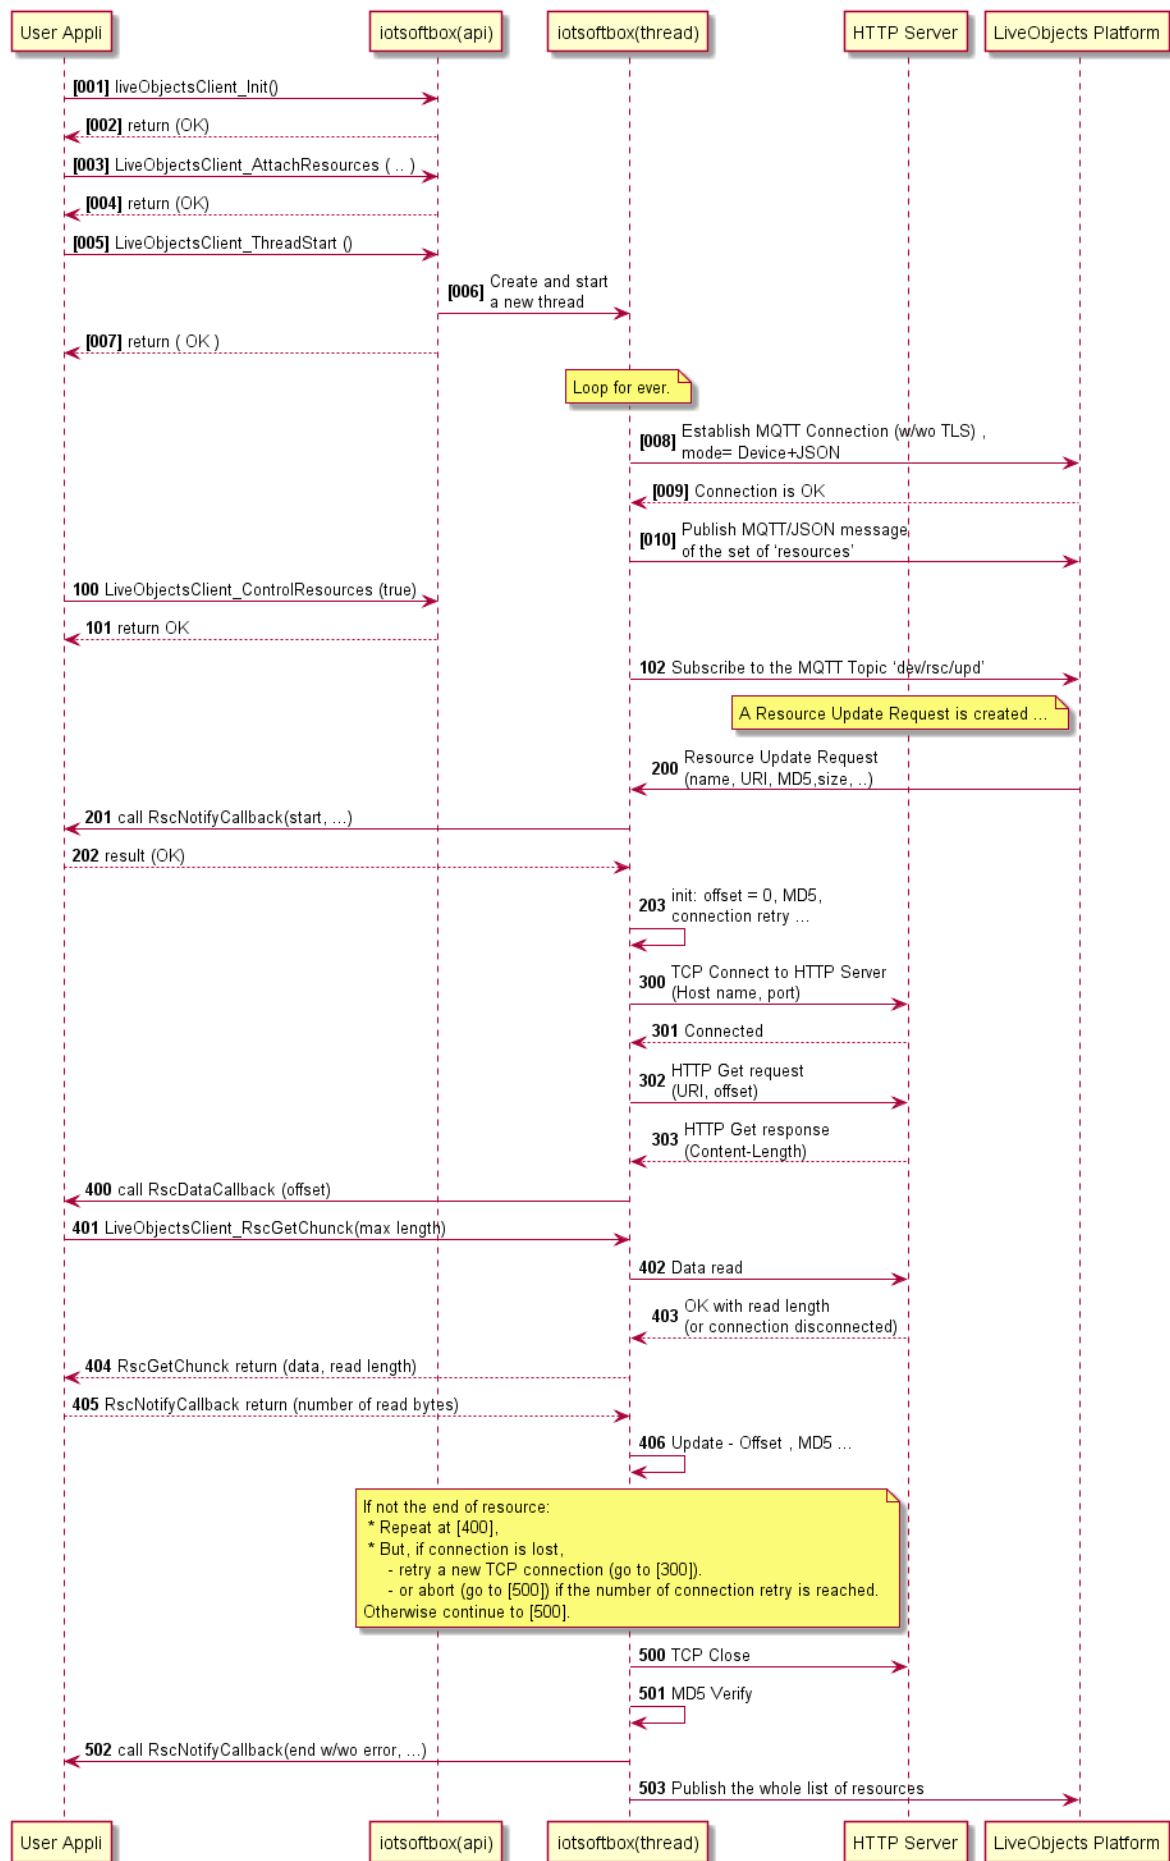 User Appli
iotsoftbox(api)
iotsoftbox(thread)
HTTP Server
LiveObjects Platform
[001] liveObjectsClient_Init()
[002] return (OK)
[003] LiveObjectsClient_AttachResources ( .. )
[004] return (OK)
[005] LiveObjectsClient_ThreadStart ()
[006] Create and start
a new thread
[007] return ( OK )
Loop for ever.
[008] Establish MQTT Connection (w/wo TLS) ,
mode= Device+JSON
[009] Connection is OK
[010] Publish MQTT/JSON message
of the set of ‘resources’
100 LiveObjectsClient_ControlResources (true)
101 return OK
102 Subscribe to the MQTT Topic ‘dev/rsc/upd’
A Resource Update Request is created ...
200 Resource Update Request
(name, URI, MD5,size, ..)
201 call RscNotifyCallback(start, ...)
202 result (OK)
203 init: offset = 0, MD5,
connection retry ...
300 TCP Connect to HTTP Server
(Host name, port)
301 Connected
302 HTTP Get request
(URI, offset)
303 HTTP Get response
(Content-Length)
400 call RscDataCallback (offset)
401 LiveObjectsClient_RscGetChunck(max length)
402 Data read
403 OK with read length
(or connection disconnected)
404 RscGetChunck return (data, read length)
405 RscNotifyCallback return (number of read bytes)
406 Update - Offset , MD5 ...
If not the end of resource:
* Repeat at [400],
* But, if connection is lost,
- retry a new TCP connection (go to [300]).
- or abort (go to [500]) if the number of connection retry is reached.
Otherwise continue to [500].
500 TCP Close
501 MD5 Verify
502 call RscNotifyCallback(end w/wo error, ...)
503 Publish the whole list of resources
User Appli
iotsoftbox(api)
iotsoftbox(thread)
HTTP Server
LiveObjects Platform